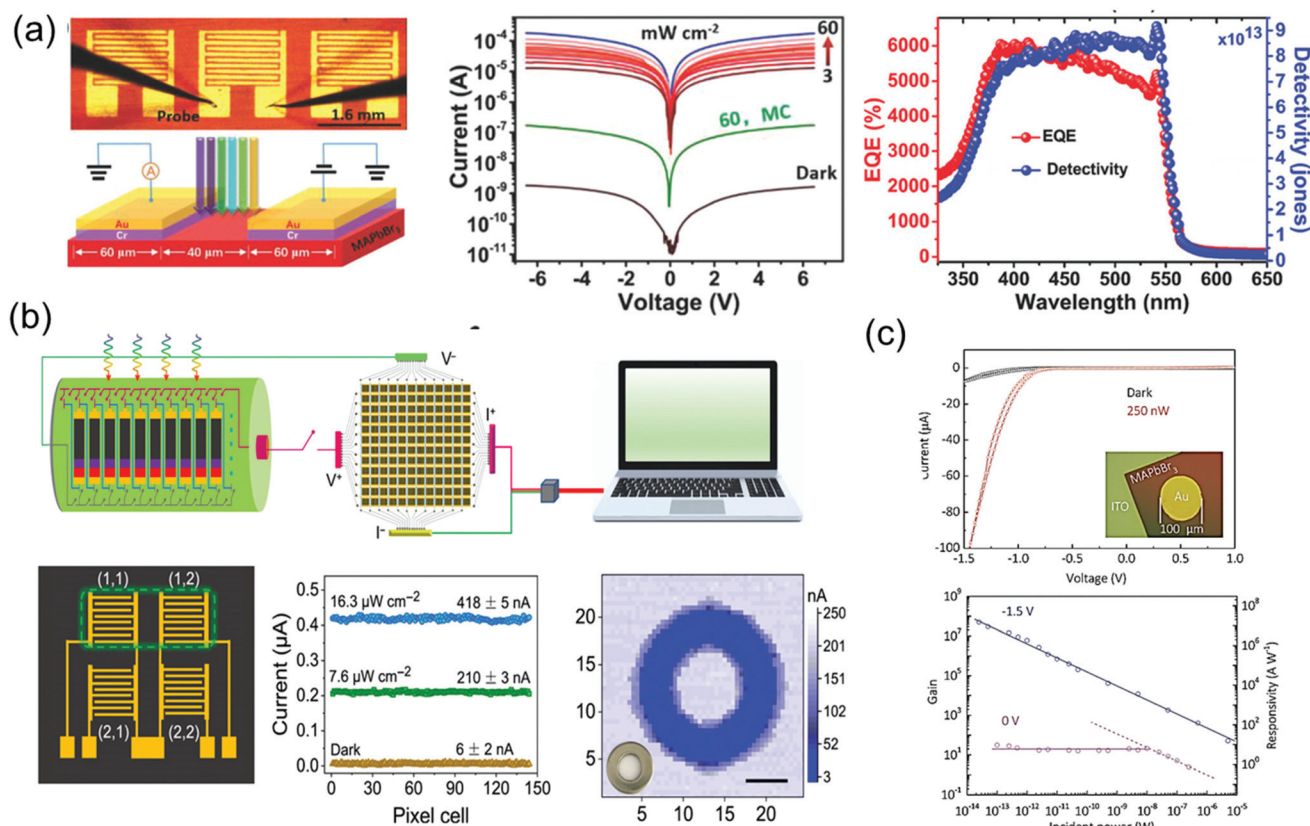 (a)
Probe
1.6 mm
A
Au
Cr
MAPbBr₃
60 μm
40 μm
60 μm
Current (A)
10⁻⁴
10⁻⁵
10⁻⁶
10⁻⁷
10⁻⁸
10⁻⁹
10⁻¹⁰
10⁻¹¹
mW cm⁻²
60
3
60, MC
Dark
-6 -4 -2 0 2 4 6
Voltage (V)
EQE (%)
6000
5000
4000
3000
2000
1000
0
x10¹³
EQE
Detectivity
9
8
7
6
5
4
3
2
1
0
Detectivity (jones)
350 400 450 500 550 600 650
Wavelength (nm)
(b)
V⁻
V⁺
I⁺
I⁻
(1,1) (1,2)
(2,1) (2,2)
Current (μA)
0.5
0.4
0.3
0.2
0.1
0.0
16.3 μW cm⁻² 418 ± 5 nA
7.6 μW cm⁻² 210 ± 3 nA
Dark 6 ± 2 nA
0 30 60 90 120 150
Pixel cell
20
15
10
5
5 10 15 20
nA
250
201
151
102
52
3
(c)
Current (μA)
0
-20
-40
-60
-80
-100
Dark
250 nW
MAPbBr₃
ITO
Au
100 μm
-1.5 -1.0 -0.5 0.0 0.5 1.0
Voltage (V)
Gain
10⁹
10⁷
10⁵
10³
10¹
10⁻¹
-1.5 V
0 V
10⁸
10⁶
10⁴
10²
10⁰
Responsivity (A W⁻¹)
10⁻¹⁴ 10⁻¹³ 10⁻¹² 10⁻¹¹ 10⁻¹⁰ 10⁻⁹ 10⁻⁸ 10⁻⁷ 10⁻⁶ 10⁻⁵
Incident power (W)